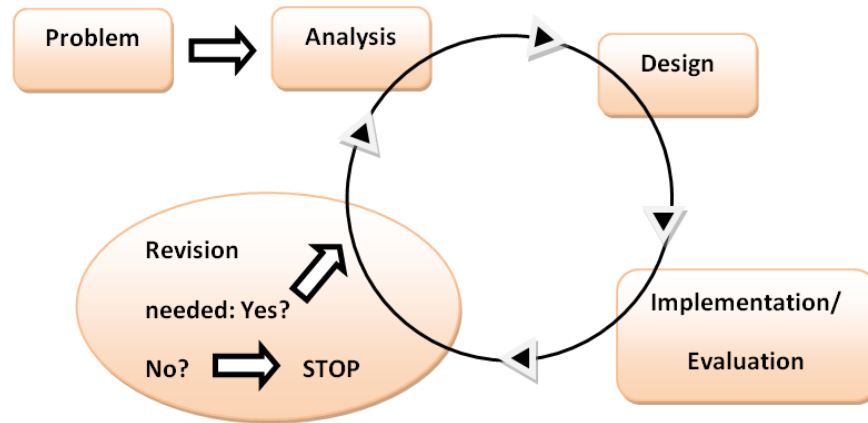 Problem
Analysis
Design
Implementation/
Evaluation
Revision
needed: Yes?
No?
STOP